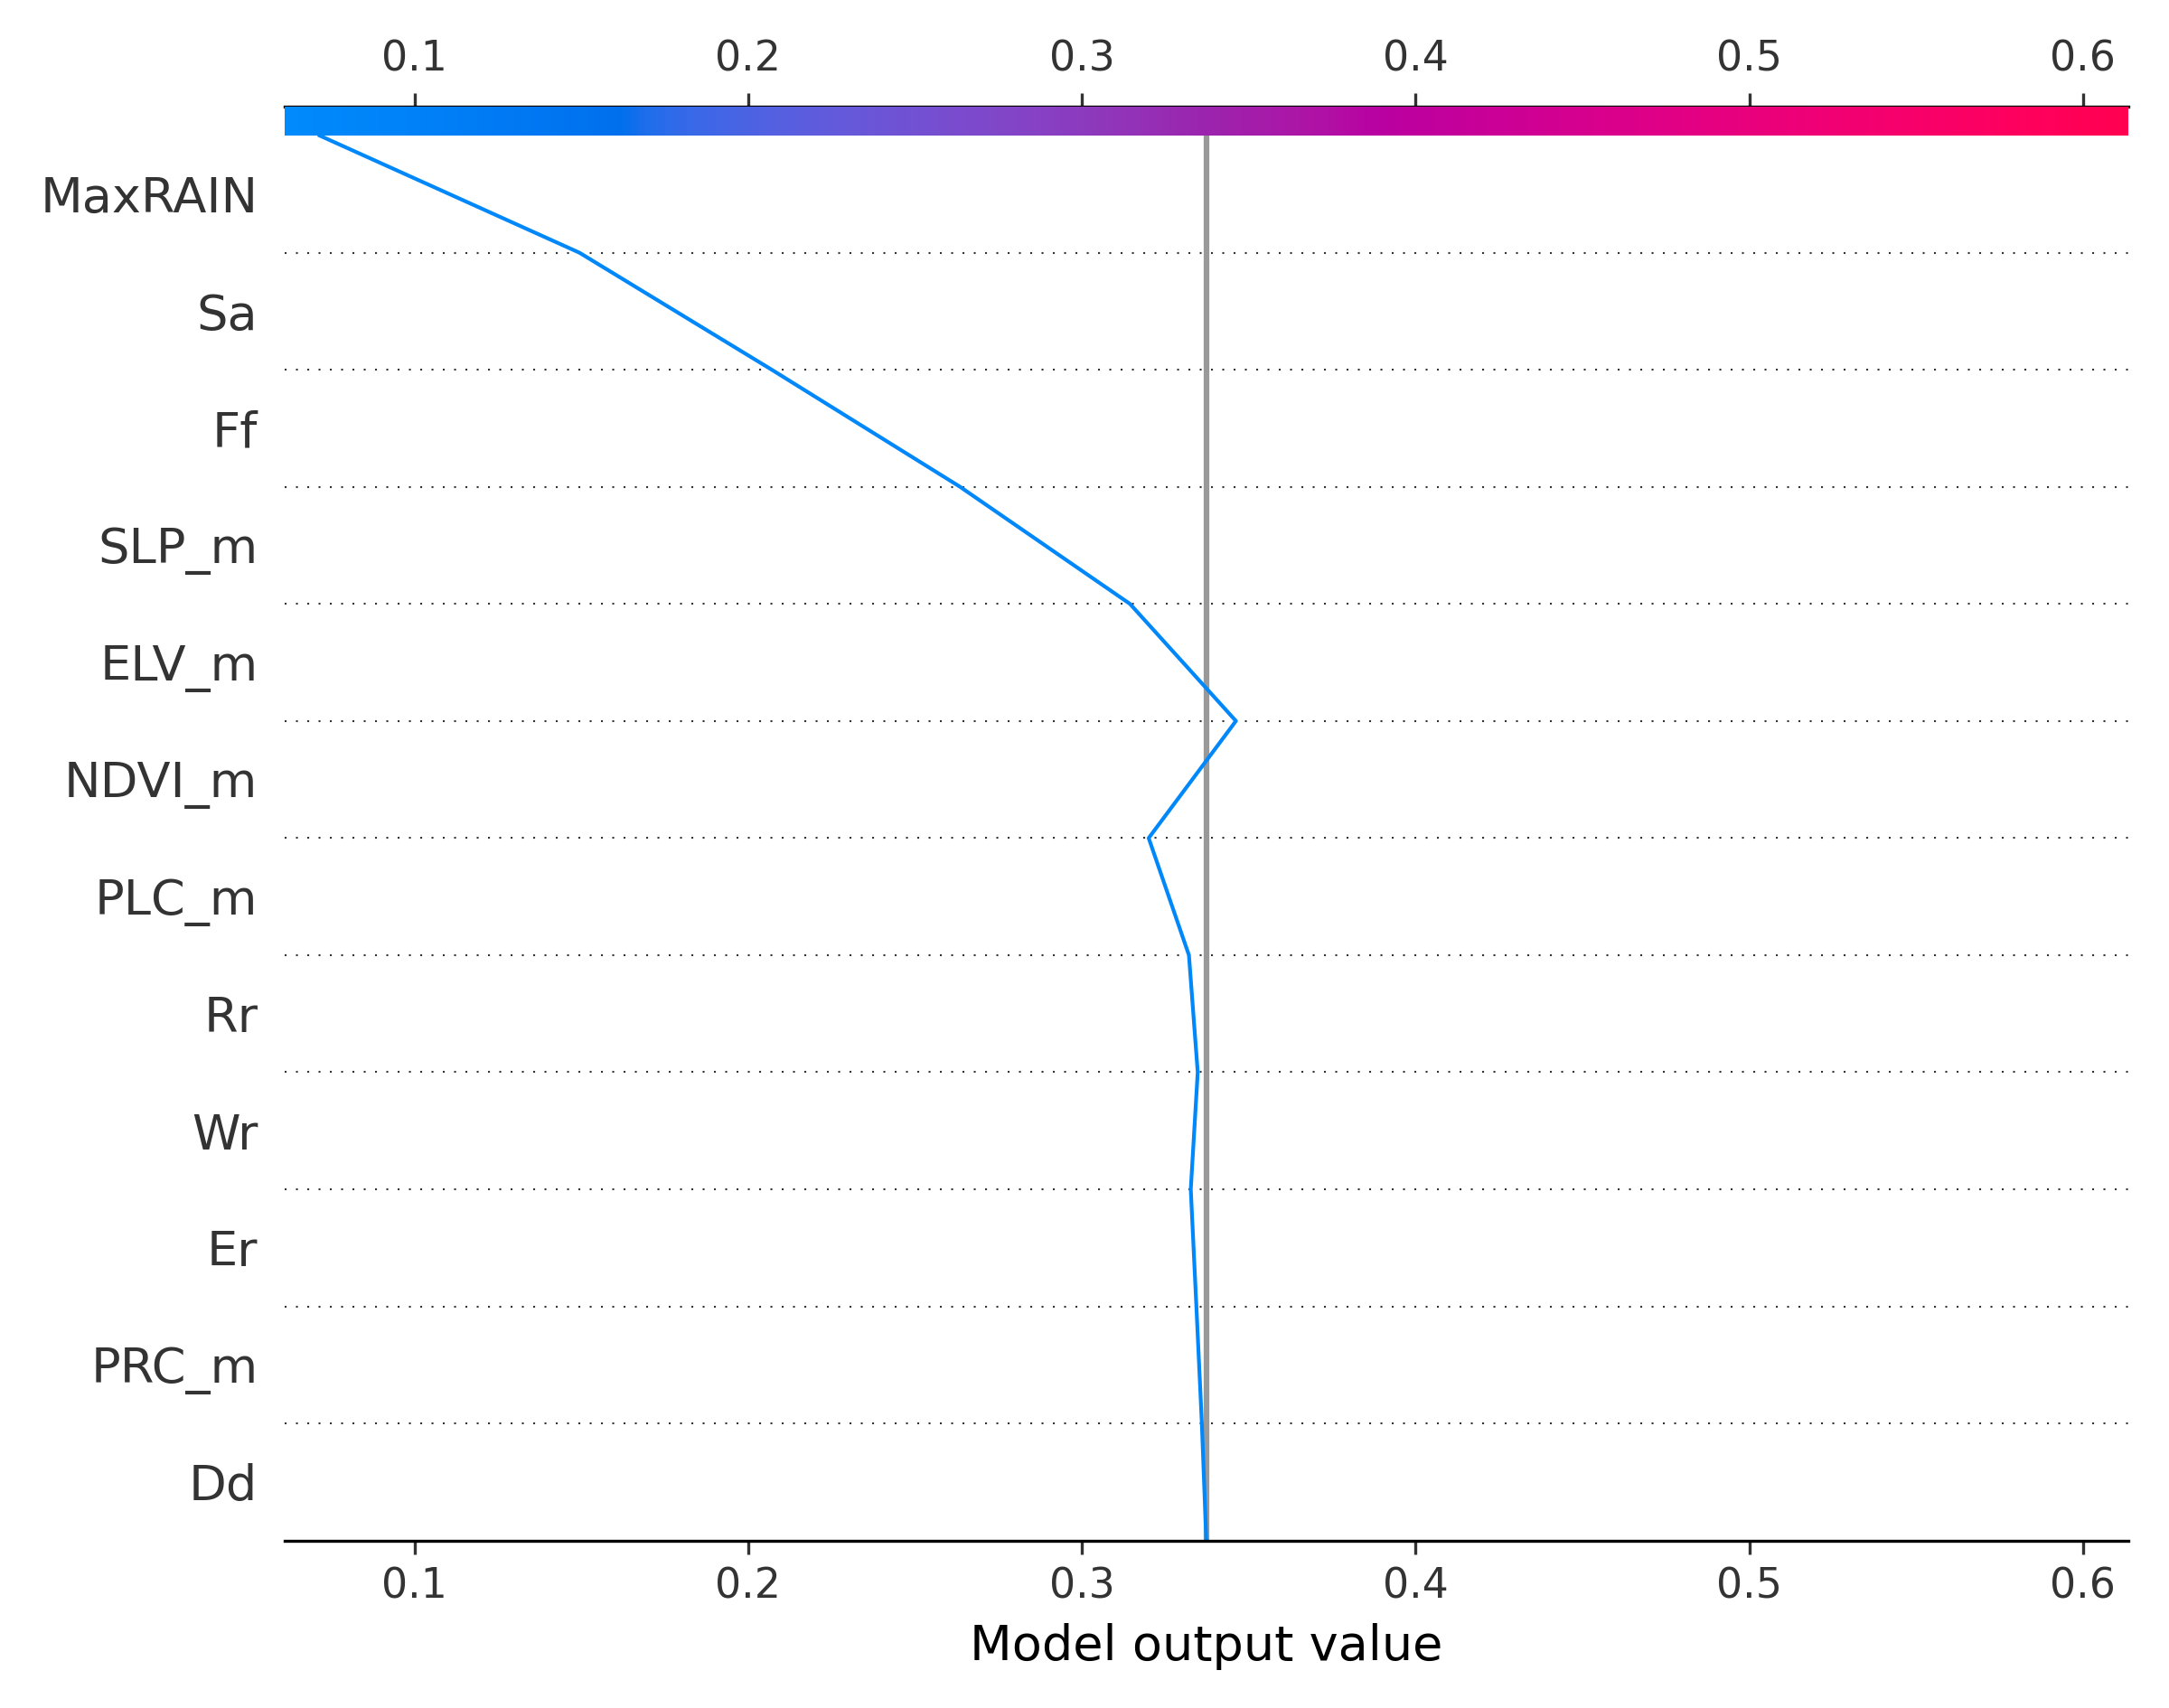 0.1 0.2 0.3 0.4 0.5 0.6
MaxRAIN
Sa
Ff
SLP_m
ELV_m
NDVI_m
PLC_m
Rr
Wr
Er
PRC_m
Dd
0.1 0.2 0.3 0.4 0.5 0.6
Model output value